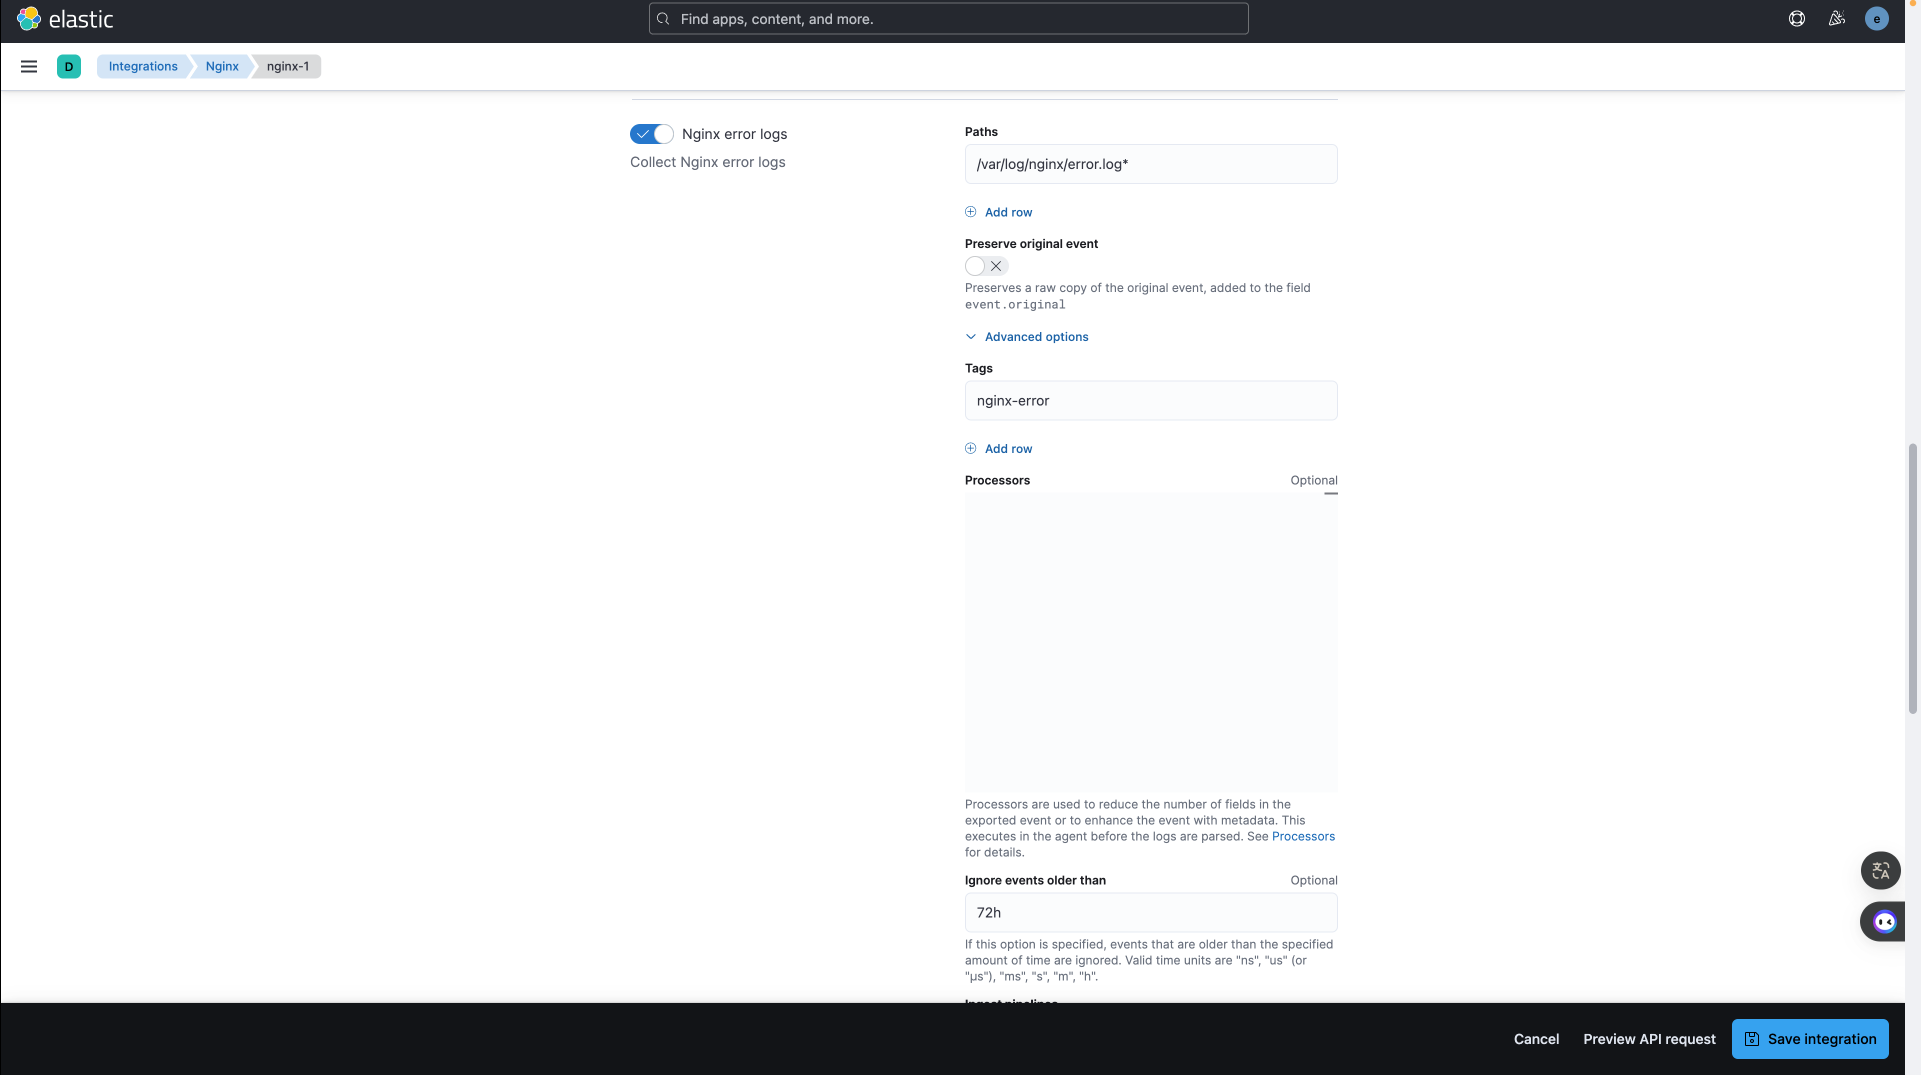 elastic
Find apps, content, and more.
e
D
Integrations
Nginx
nginx-1
Nginx error logs
Collect Nginx error logs
Paths
/var/log/nginx/error.log*
Add row
Preserve original event
Preserves a raw copy of the original event, added to the field
event.original
Advanced options
Tags
nginx-error
Add row
Processors
Optional
Processors are used to reduce the number of fields in the
exported event or to enhance the event with metadata. This
executes in the agent before the logs are parsed. See Processors
for details.
Ignore events older than
Optional
72h
If this option is specified, events that are older than the specified
amount of time are ignored. Valid time units are "ns", "us" (or
"µs"), "ms", "s", "m", "h".
Ingest pipelines
Cancel
Preview API request
Save integration